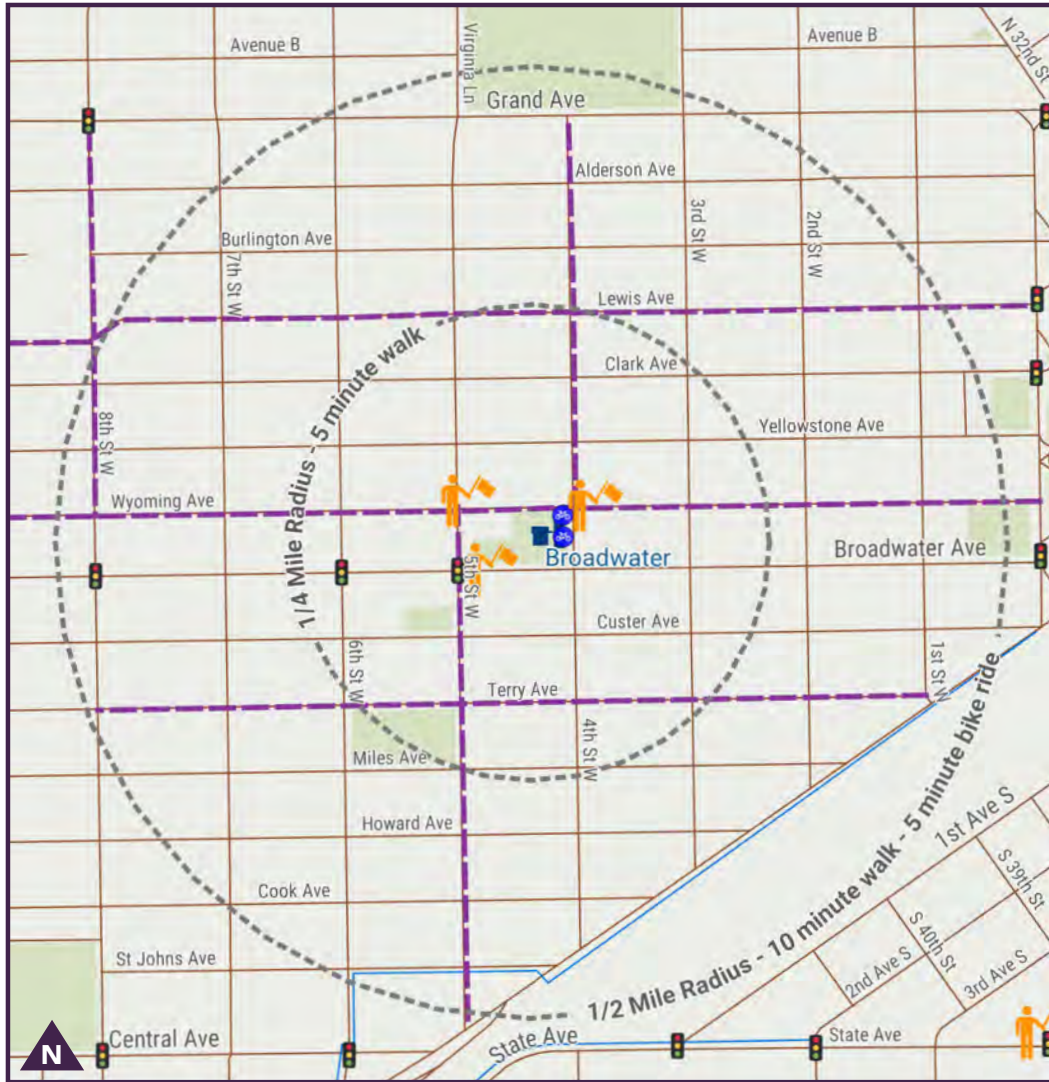 Avenue B
Virginia Ln
Avenue B
N 32nd St
Grand Ave
Alderson Ave
3rd St W
2nd St W
Burlington Ave
7th St W
Lewis Ave
1/4 Mile Radius - 5 minute walk
Clark Ave
8th St W
Yellowstone Ave
Wyoming Ave
Broadwater
Broadwater Ave
5th St W
Custer Ave
6th St W
1st St W
Terry Ave
4th St W
Miles Ave
1/2 Mile Radius - 10 minute walk - 5 minute bike ride
Howard Ave
1st Ave S
S 39th St
Cook Ave
S 40th St
St Johns Ave
2nd Ave S
3rd Ave S
Central Ave
State Ave
State Ave
N